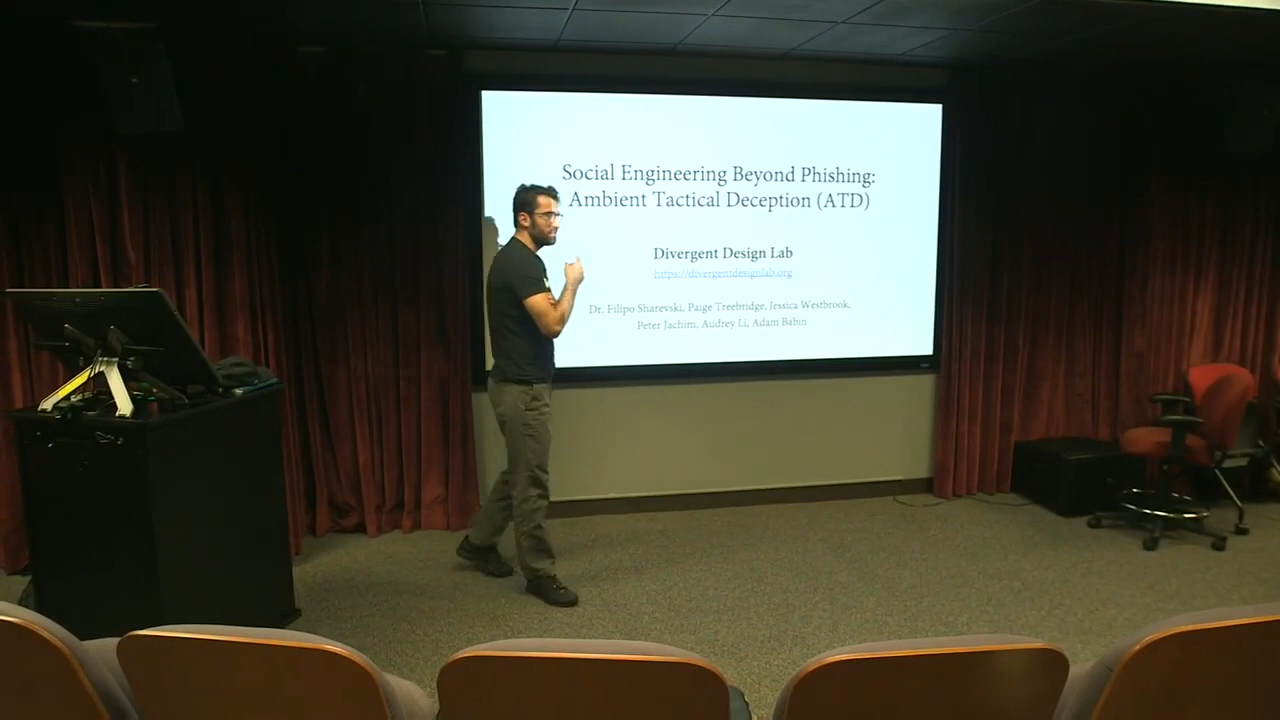 Social Engineering Beyond Phishing:
Ambient Tactical Deception (ATD)
Divergent Design Lab
https://divergentdesignlab.org
Dr. Filipo Sharevski, Paige Treebridge, Jessica Westbrook,
Peter Jachim, Audrey Li, Adam Babin